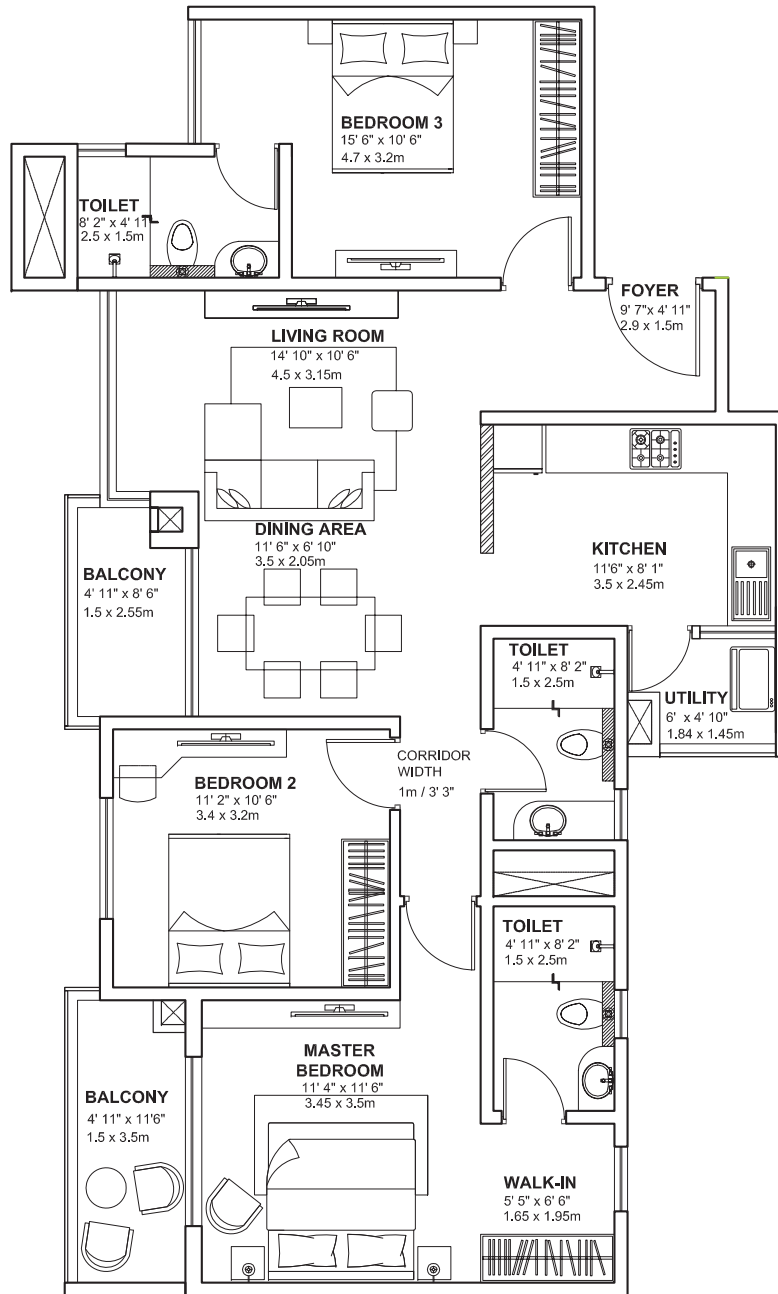 BEDROOM 3
15' 6" x 10' 6"
4.7 x 3.2m
TOILET
8' 2" x 4' 11
2.5 x 1.5m
FOYER
9' 7"x 4' 11"
2.9 x 1.5m
LIVING ROOM
14' 10" x 10' 6"
4.5 x 3.15m
DINING AREA
11' 6" x 6' 10"
3.5 x 2.05m
KITCHEN
11'6" x 8' 1"
3.5 x 2.45m
BALCONY
4' 11" x 8' 6"
1.5 x 2.55m
TOILET
4' 11" x 8' 2"
1.5 x 2.5m
UTILITY
6' x 4' 10"
1.84 x 1.45m
CORRIDOR
WIDTH
1m / 3' 3"
BEDROOM 2
11' 2" x 10' 6"
3.4 x 3.2m
TOILET
4' 11" x 8' 2"
1.5 x 2.5m
MASTER
BEDROOM
11' 4" x 11' 6"
3.45 x 3.5m
BALCONY
4' 11" x 11'6"
1.5 x 3.5m
WALK-IN
5' 5" x 6' 6"
1.65 x 1.95m